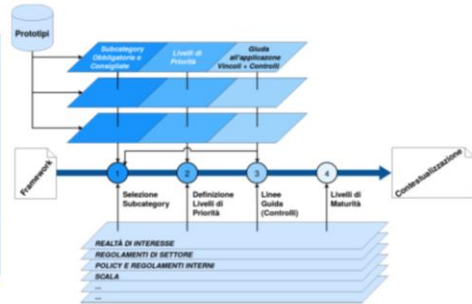 Prototipi
Subcategory
Obbligatorie o
Consigliate
Livelli di
Priorità
Giuda
all'applicazone
Vincoli + Controlli
Framework
1
2
3
4
Contestualizzazione
Selezione
Subcategory
Definizione
Livelli di
Priorità
Linee
Guida
(Controlli)
Livelli di
Maturità
REALTÀ DI INTERESSE
REGOLAMENTI DI SETTORE
POLICY E REGOLAMENTI INTERNI
SCALA
...
...